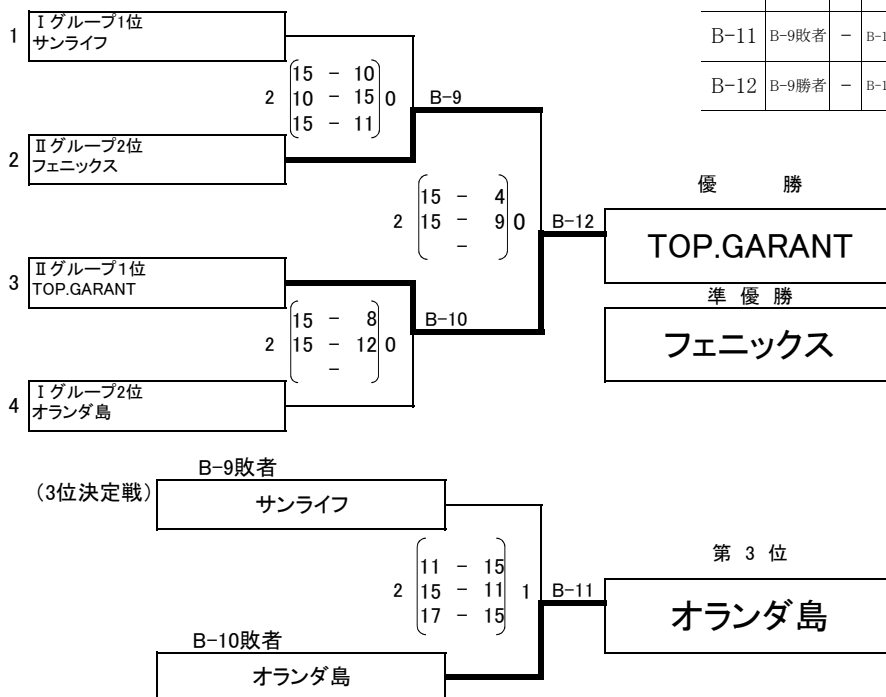 B-11 B-9敗者 -
B-12 B-9勝者 -
1
Ⅰグループ1位
サンライフ
2
15 - 10
10 - 15
15 - 11
0
B-9
2
Ⅱグループ2位
フェニックス
2
15 - 4
15 - 9
-
0
B-12
優 勝
TOP.GARANT
準 優 勝
フェニックス
3
Ⅱグループ1位
TOP.GARANT
2
15 - 8
15 - 12
-
0
B-10
4
Ⅰグループ2位
オランダ島
(3位決定戦)
B-9敗者
サンライフ
2
11 - 15
15 - 11
17 - 15
1
B-11
第 3 位
オランダ島
B-10敗者
オランダ島